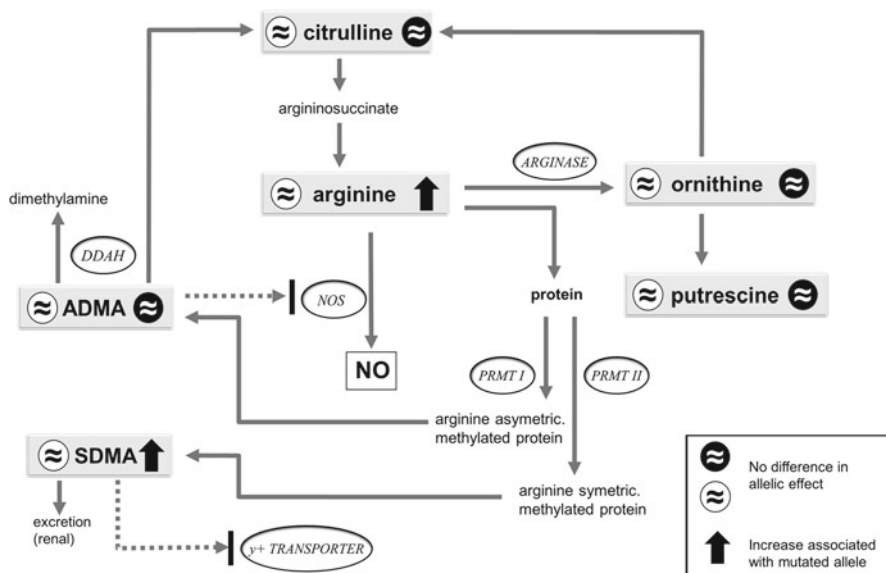 citrulline
argininosuccinate
ARGINASE
arginine
ornithine
dimethylamine
DDAH
ADMA
NOS
protein
putrescine
NO
PRMT I
PRMT II
arginine asymetric.
methylated protein
SDMA
arginine symetric.
methylated protein
excretion
(renal)
y+ TRANSPORTER
No difference in
allelic effect
Increase associated
with mutated allele